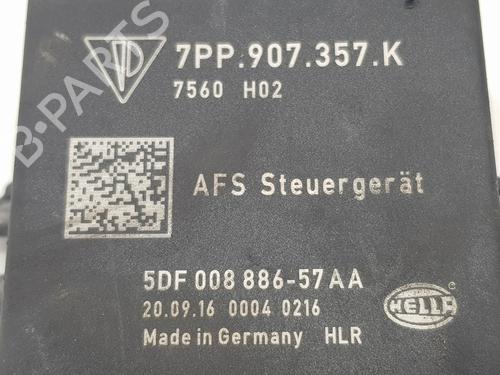 7PP.907.357.K
7560 H02
AFS Steuergerät
5DF 008 886-57 AA
20.09.16 0004 0216
Made in Germany HLR
HELLA
B-PARTS